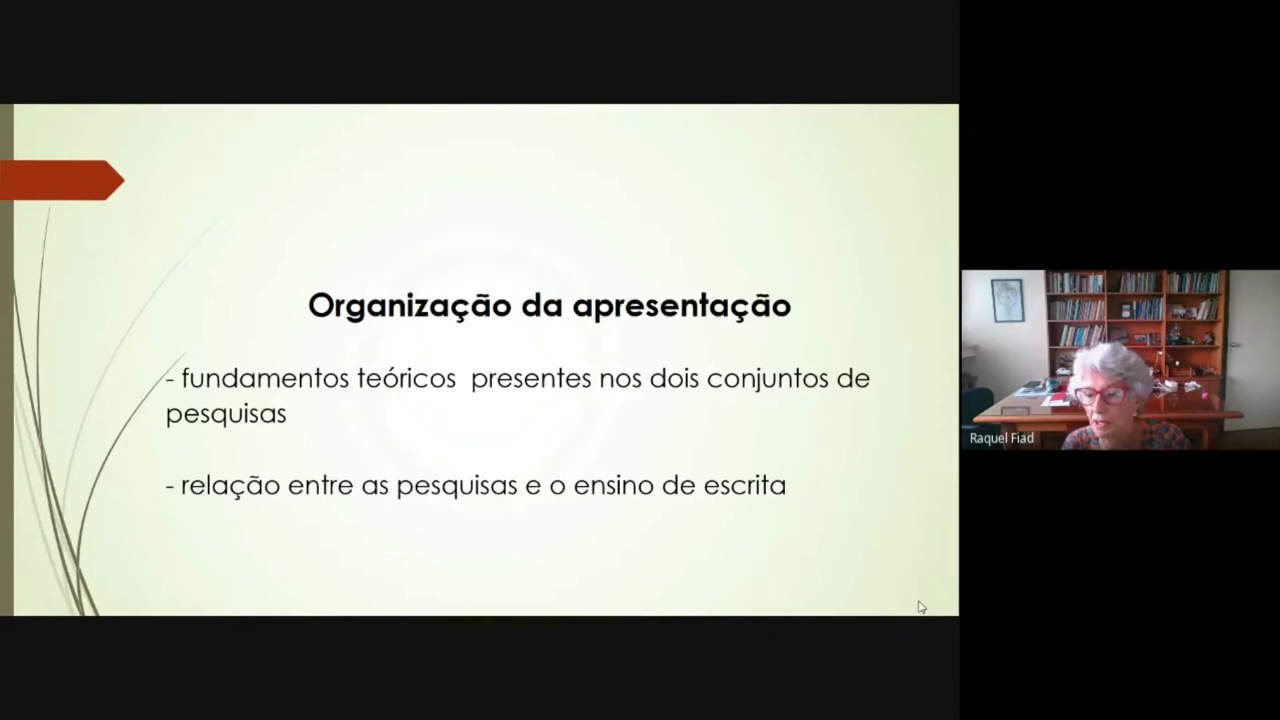 Organização da apresentação
- fundamentos teóricos  presentes nos dois conjuntos de
pesquisas
- relação entre as pesquisas e o ensino de escrita
Raquel Fiad